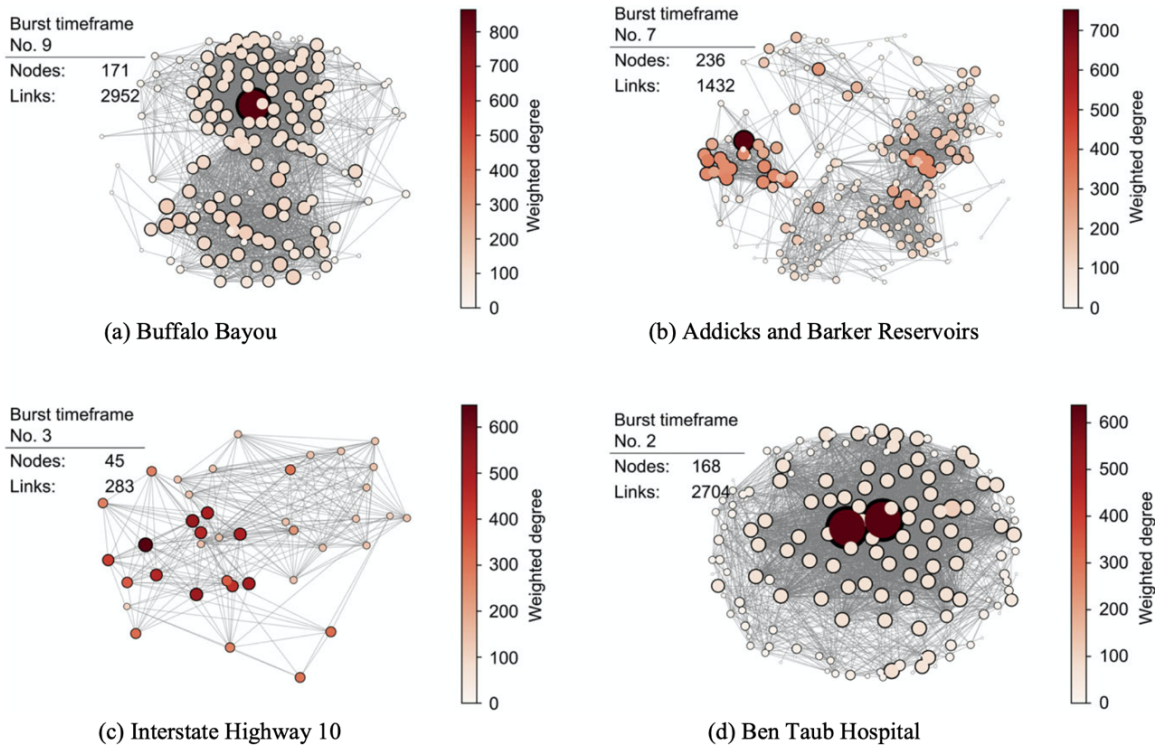 Burst timeframe
No. 9
Nodes: 171
Links: 2952
800
700
600
500
400
300
200
100
0
Weighted degree
(a) Buffalo Bayou
Burst timeframe
No. 7
Nodes: 236
Links: 1432
700
600
500
400
300
200
100
0
Weighted degree
(b) Addicks and Barker Reservoirs
Burst timeframe
No. 3
Nodes: 45
Links: 283
600
500
400
300
200
100
0
Weighted degree
(c) Interstate Highway 10
Burst timeframe
No. 2
Nodes: 168
Links: 2704
600
500
400
300
200
100
0
Weighted degree
(d) Ben Taub Hospital